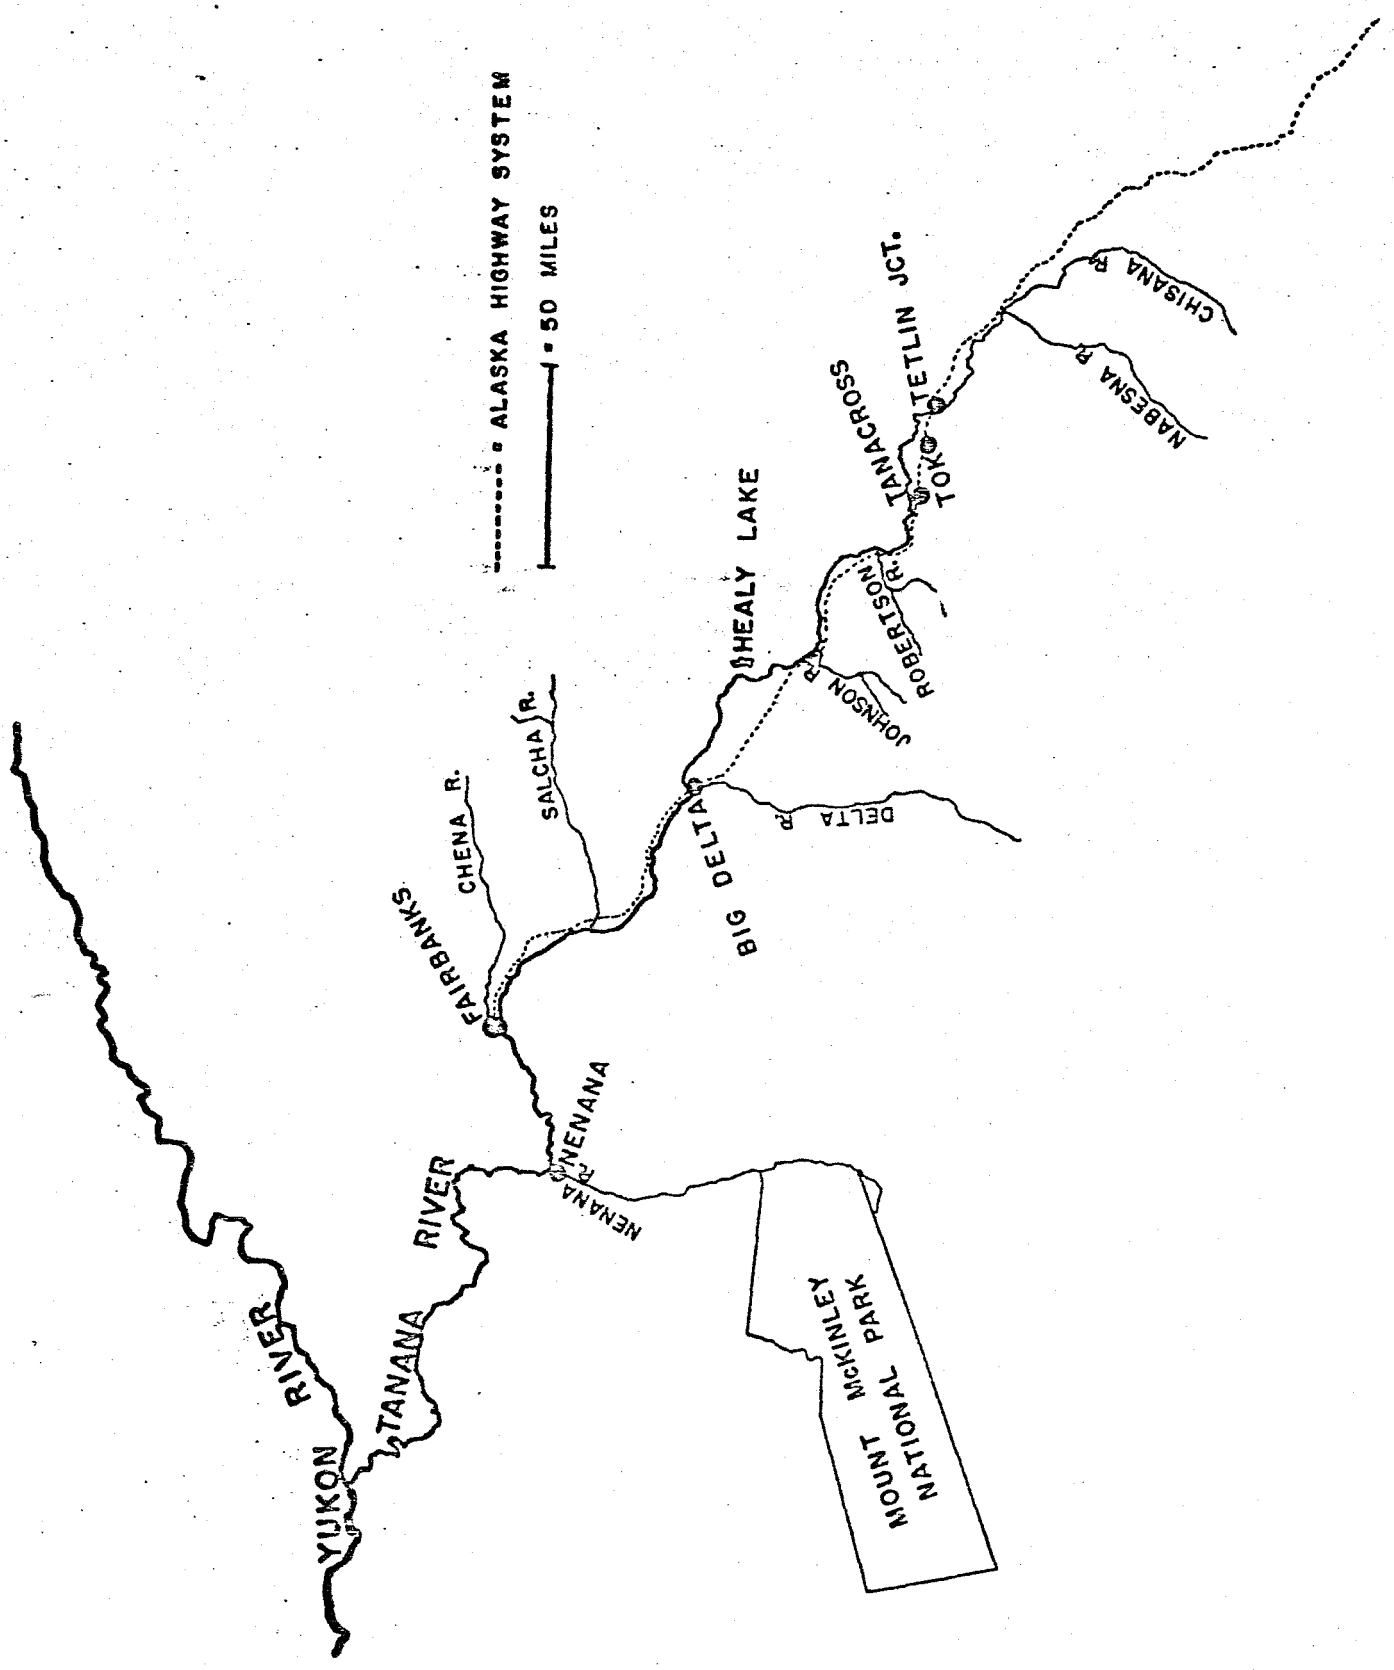 YUKON RIVER
TANANA RIVER
FAIRBANKS
CHENA R.
SALCHA R.
NENANA
NENANA R.
BIG DELTA
DELTA R.
HEALY LAKE
JOHNSON R.
ROBERTSON R.
TANACROSS
TOK
TETLIN JCT.
NABESNA R.
CHISANA R.
MOUNT McKINLEY
NATIONAL PARK
= ALASKA HIGHWAY SYSTEM
= 50 MILES